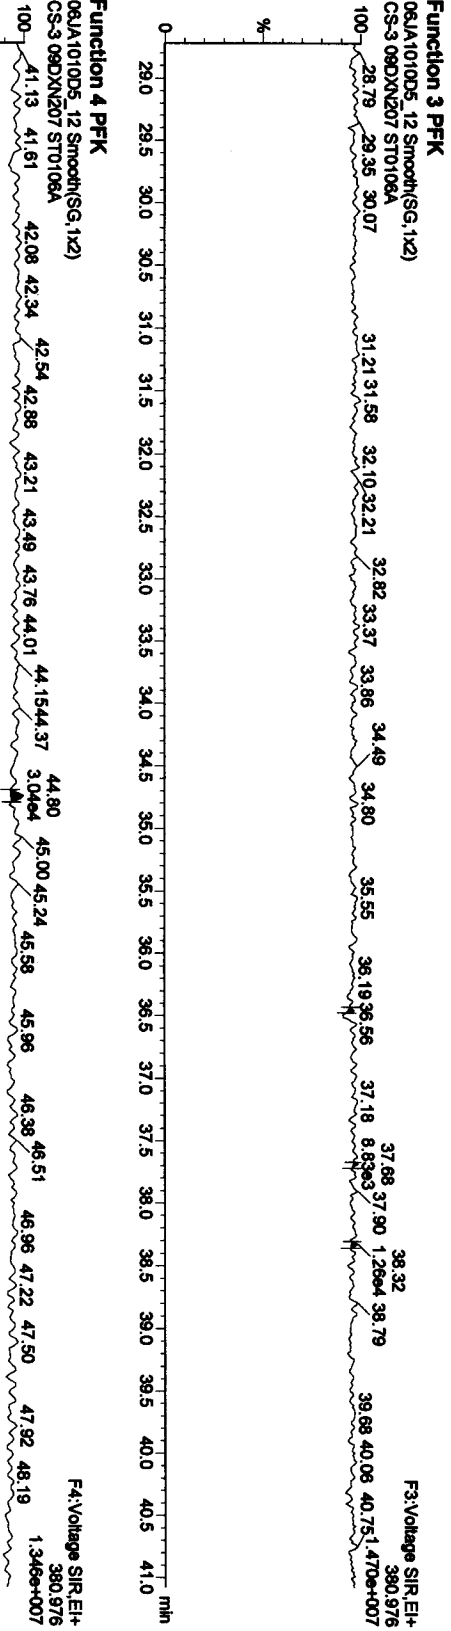 Function 3 PFK
06JA1010D5_12 Smooth(SG,1x2)
CS-3 09DXN207 ST0106A
F3:Voltage SIR,EI+
380.976
1.470e+007
100
28.79 29.35 30.07 31.21 31.58 32.10 32.21 32.82 33.37 33.86 34.49 34.80 35.55 36.19 36.56 37.18 37.68 8.83e3 37.90 38.32 1.26e4 38.79 39.68 40.06 40.75
%
0
29.0 29.5 30.0 30.5 31.0 31.5 32.0 32.5 33.0 33.5 34.0 34.5 35.0 35.5 36.0 36.5 37.0 37.5 38.0 38.5 39.0 39.5 40.0 40.5 41.0
min
Function 4 PFK
06JA1010D5_12 Smooth(SG,1x2)
CS-3 09DXN207 ST0106A
F4:Voltage SIR,EI+
380.976
1.346e+007
100
41.13 41.61 42.08 42.34 42.54 42.88 43.21 43.49 43.76 44.01 44.15 44.37 44.80 3.04e4 45.00 45.24 45.58 45.96 46.38 46.51 46.96 47.22 47.50 47.92 48.19